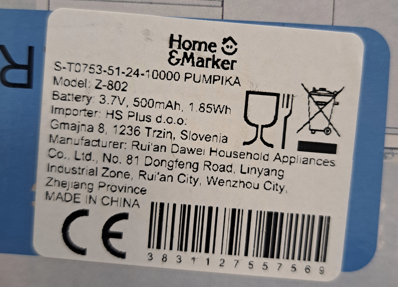 Home
&Marker
S-T0753-51-24-10000 PUMPIKA
Model: Z-802
Battery: 3.7V, 500mAh, 1.85Wh
Importer: HS Plus d.o.o.
Gmajna 8, 1236 Trzin, Slovenia
Manufacturer: Rui'an Dawei Household Appliances
Co., Ltd., No. 81 Dongfeng Road, Linyang
Industrial Zone, Rui'an City, Wenzhou City,
Zhejiang Province
MADE IN CHINA
CE
3831127557569
R